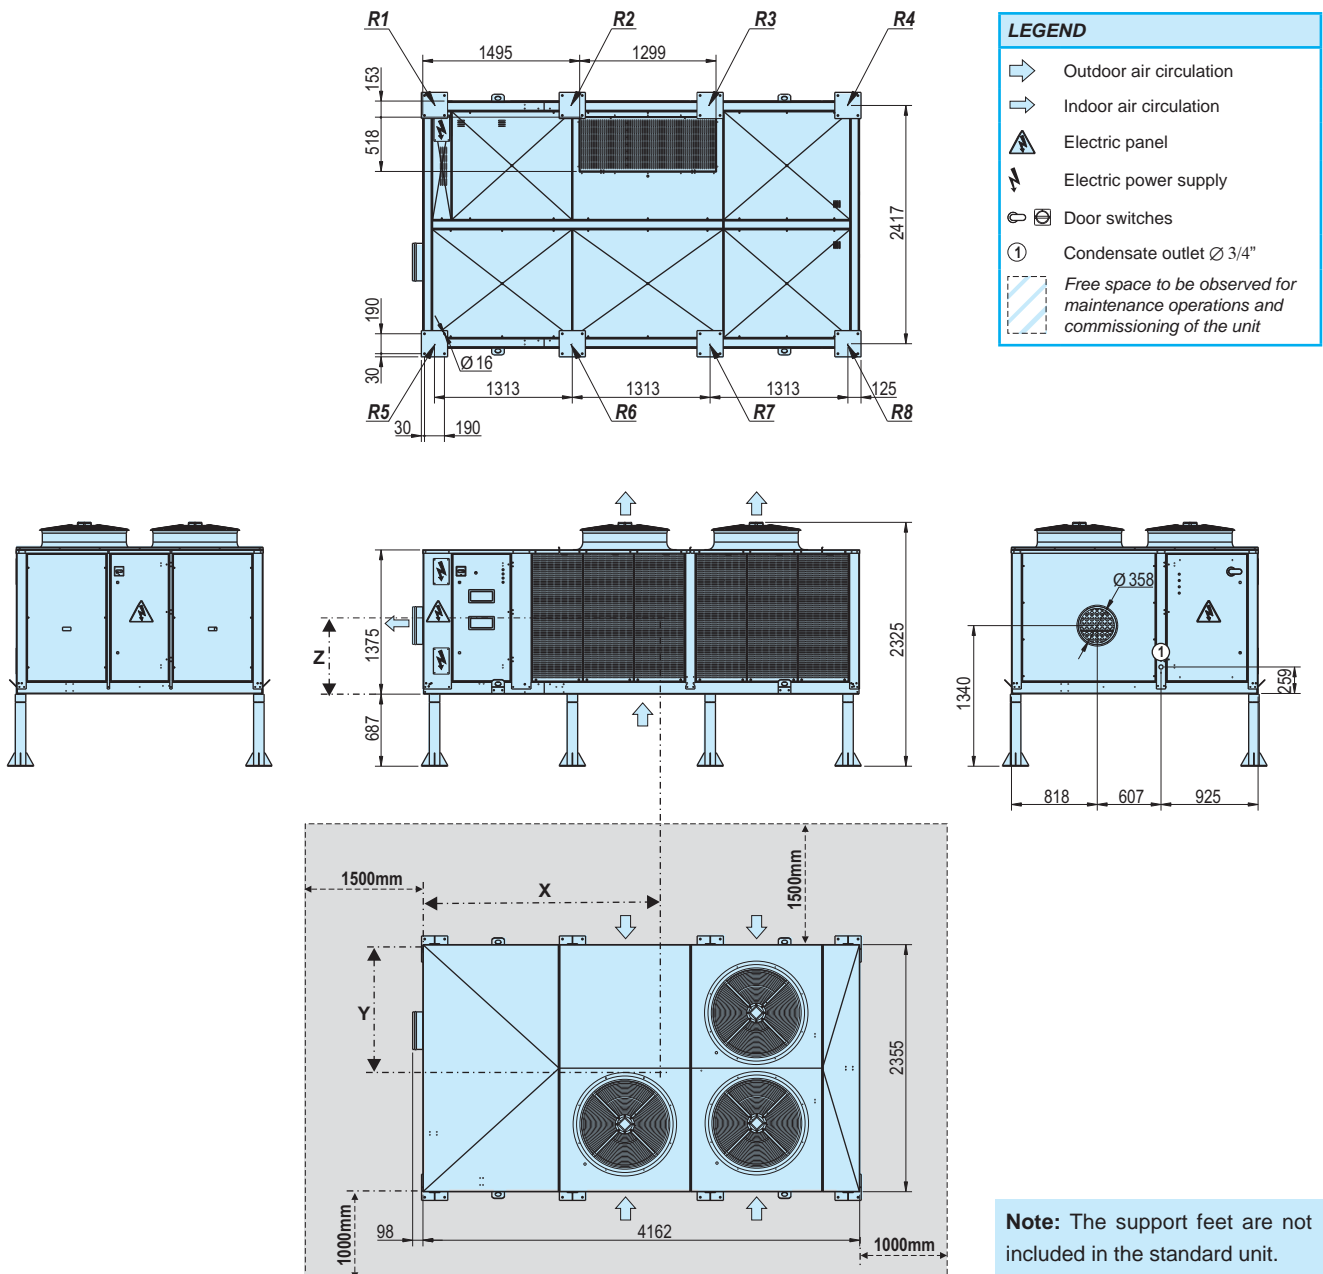 R1
R2
R3
R4
1495
1299
153
518
2417
190
30
Ø 16
1313
1313
1313
125
R5
R6
R7
R8
30
190
LEGEND
Outdoor air circulation
Indoor air circulation
Electric panel
Electric power supply
Door switches
1 Condensate outlet Ø 3/4”
Free space to be observed for
maintenance operations and
commissioning of the unit
Z
1375
687
2325
Ø 358
1
1340
259
818
607
925
1500mm
X
1500mm
Y
2355
98
4162
1000mm
1000mm
Note: The support feet are not
included in the standard unit.